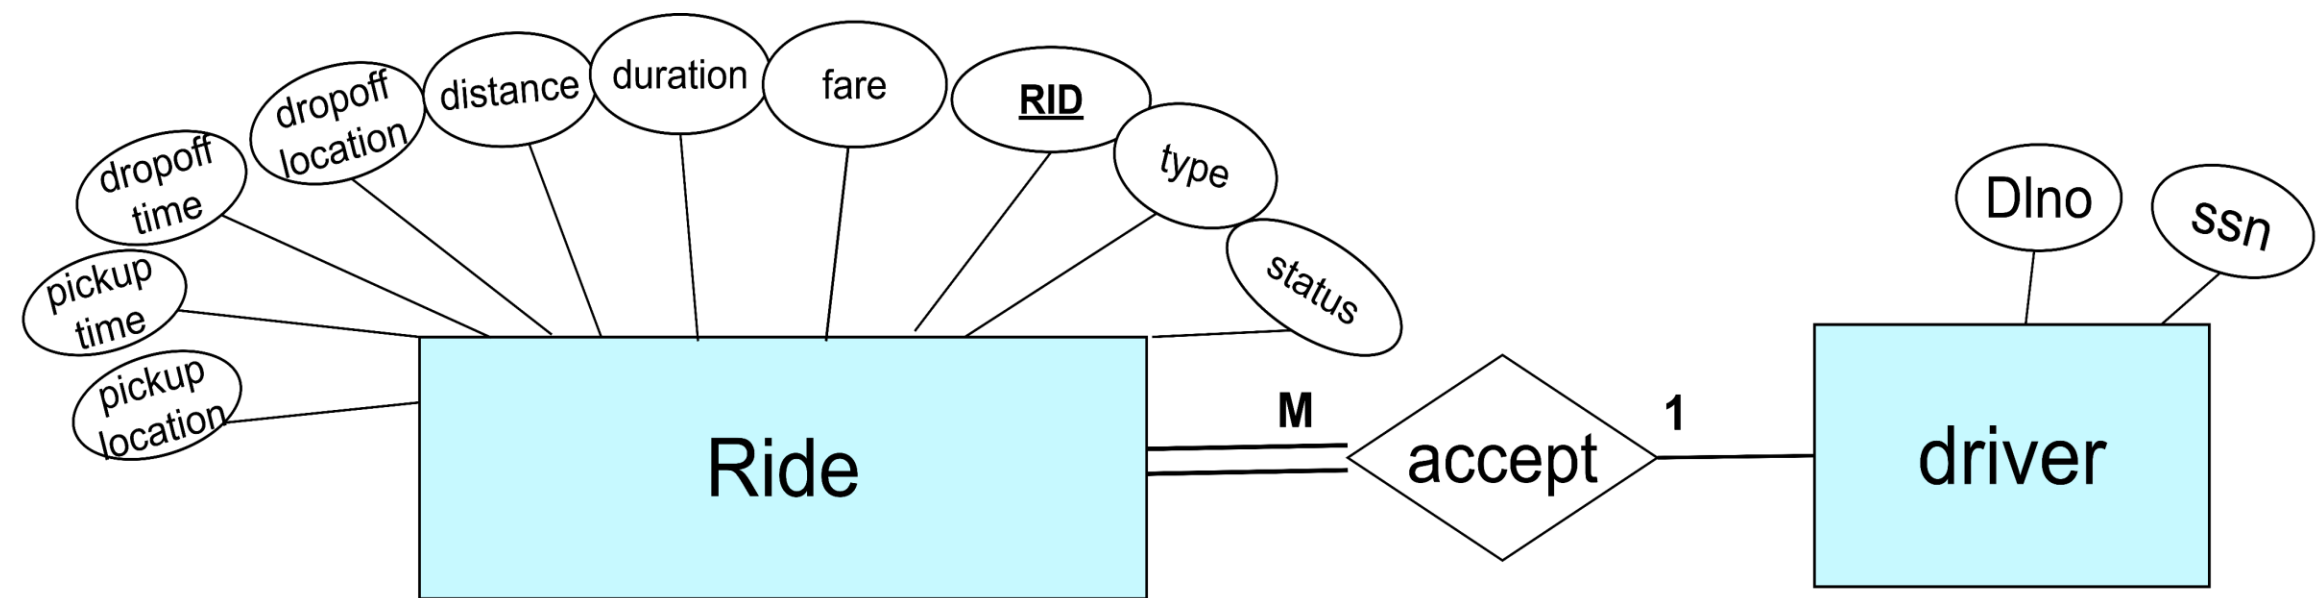 dropoff
time
dropoff
location
distance
duration
fare
RID
type
status
pickup
time
pickup
location
Dlno
ssn
M
1
Ride
accept
driver